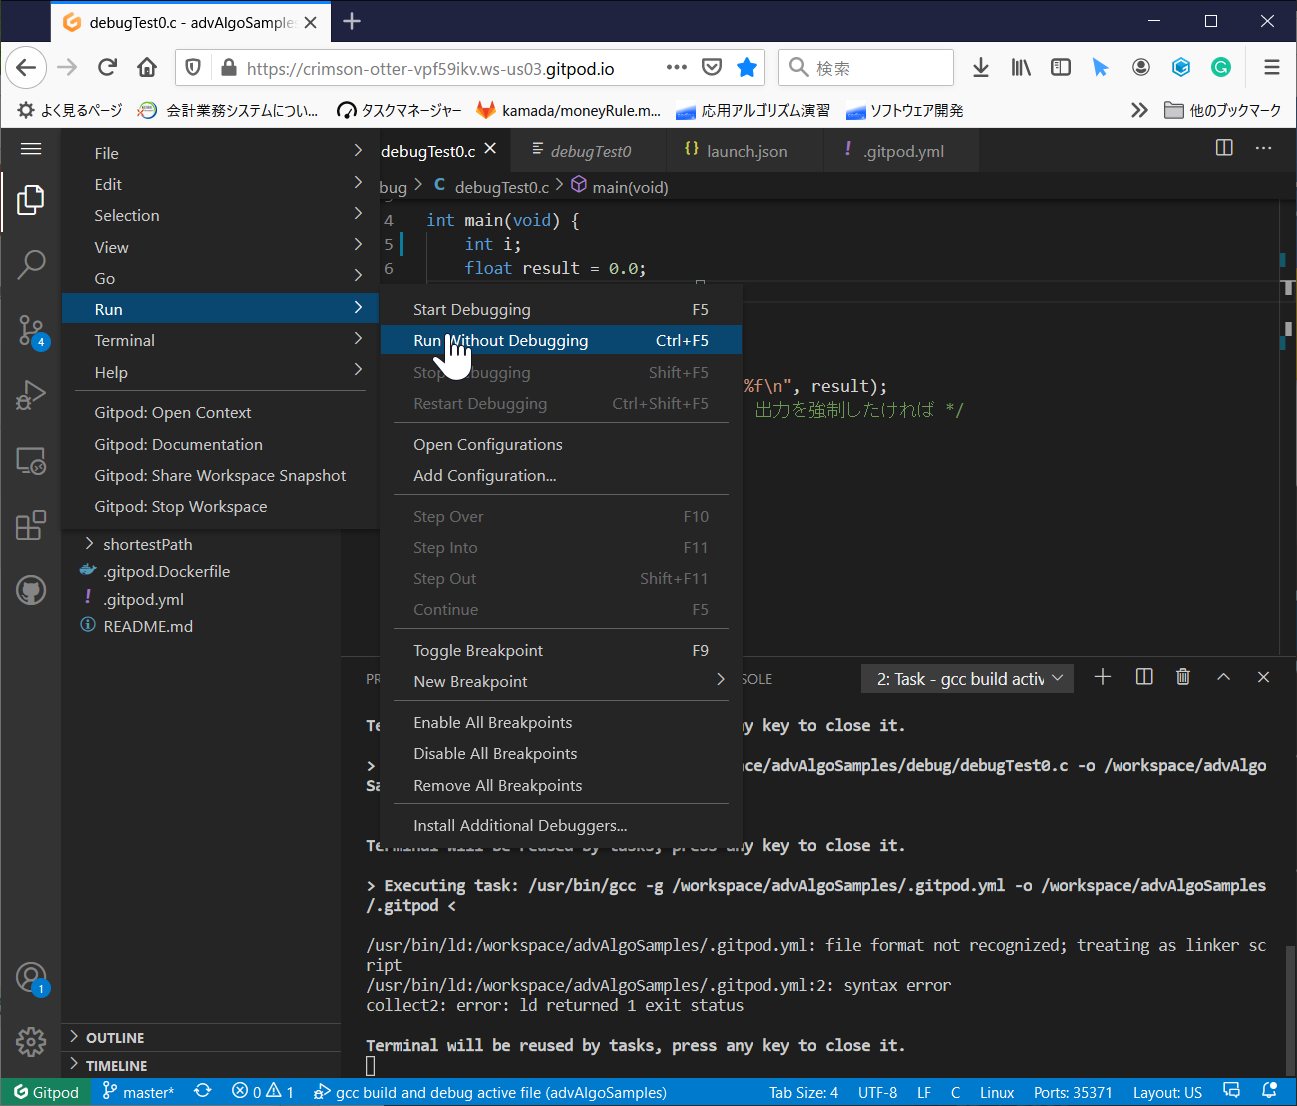 debugTest0.c - advAlgoSample
https://crimson-otter-vpf59ikv.ws-us03.gitpod.io
検索
よく見るページ
会計業務システムについ...
タスクマネージャー
kamada/moneyRule.m...
応用アルゴリズム演習
ソフトウェア開発
他のブックマーク
File
Edit
Selection
View
Go
Run
Terminal
Help
Gitpod: Open Context
Gitpod: Documentation
Gitpod: Share Workspace Snapshot
Gitpod: Stop Workspace
shortestPath
.gitpod.Dockerfile
! .gitpod.yml
README.md
OUTLINE
TIMELINE
4
1
debugTest0.c
debugTest0
{} launch.json
! .gitpod.yml
bug > C debugTest0.c > main(void)
4 int main(void) {
5 int i;
6 float result = 0.0;
%f\n", result);
出力を強制したければ */
Start Debugging F5
Run Without Debugging Ctrl+F5
Stop Debugging Shift+F5
Restart Debugging Ctrl+Shift+F5
Open Configurations
Add Configuration...
Step Over F10
Step Into F11
Step Out Shift+F11
Continue F5
Toggle Breakpoint F9
New Breakpoint
Enable All Breakpoints
Disable All Breakpoints
Remove All Breakpoints
Install Additional Debuggers...
PR
SOLE
2: Task - gcc build activ
Te
y key to close it.
>
ce/advAlgoSamples/debug/debugTest0.c -o /workspace/advAlgo
Sa
Terminal will be reused by tasks, press any key to close it.
> Executing task: /usr/bin/gcc -g /workspace/advAlgoSamples/.gitpod.yml -o /workspace/advAlgoSamples
/.gitpod <
/usr/bin/ld:/workspace/advAlgoSamples/.gitpod.yml: file format not recognized; treating as linker sc
ript
/usr/bin/ld:/workspace/advAlgoSamples/.gitpod.yml:2: syntax error
collect2: error: ld returned 1 exit status
Terminal will be reused by tasks, press any key to close it.
Gitpod
master*
0
1
gcc build and debug active file (advAlgoSamples)
Tab Size: 4
UTF-8
LF
C
Linux
Ports: 35371
Layout: US